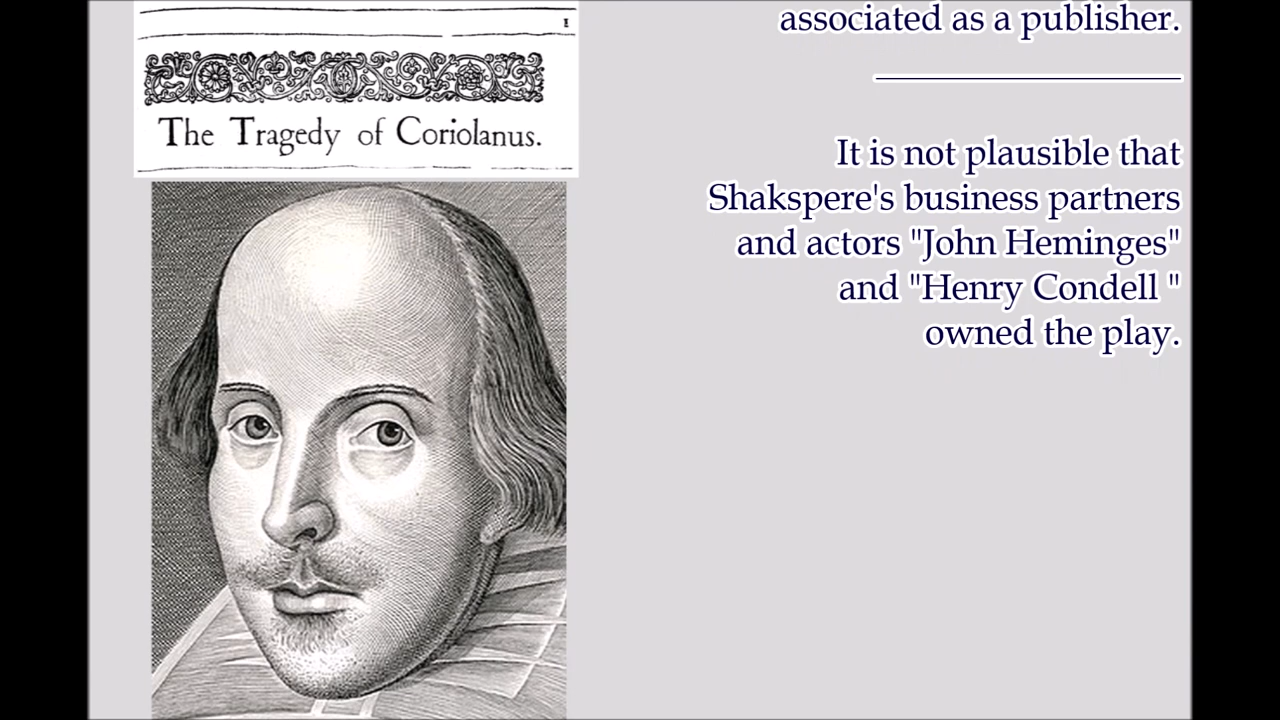 I
The Tragedy of Coriolanus.
associated as a publisher.
It is not plausible that
Shakspere's business partners
and actors "John Heminges"
and "Henry Condell "
owned the play.